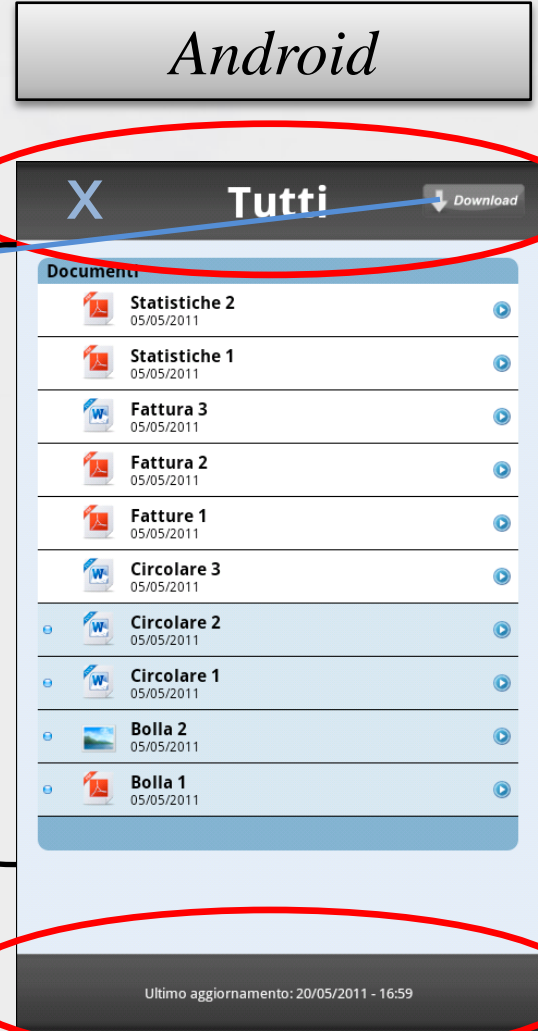 Android
X
Tutti
Download
Documenti
Statistiche 2
05/05/2011
Statistiche 1
05/05/2011
Fattura 3
05/05/2011
Fattura 2
05/05/2011
Fatture 1
05/05/2011
Circolare 3
05/05/2011
Circolare 2
05/05/2011
Circolare 1
05/05/2011
Bolla 2
05/05/2011
Bolla 1
05/05/2011
Ultimo aggiornamento: 20/05/2011 - 16:59